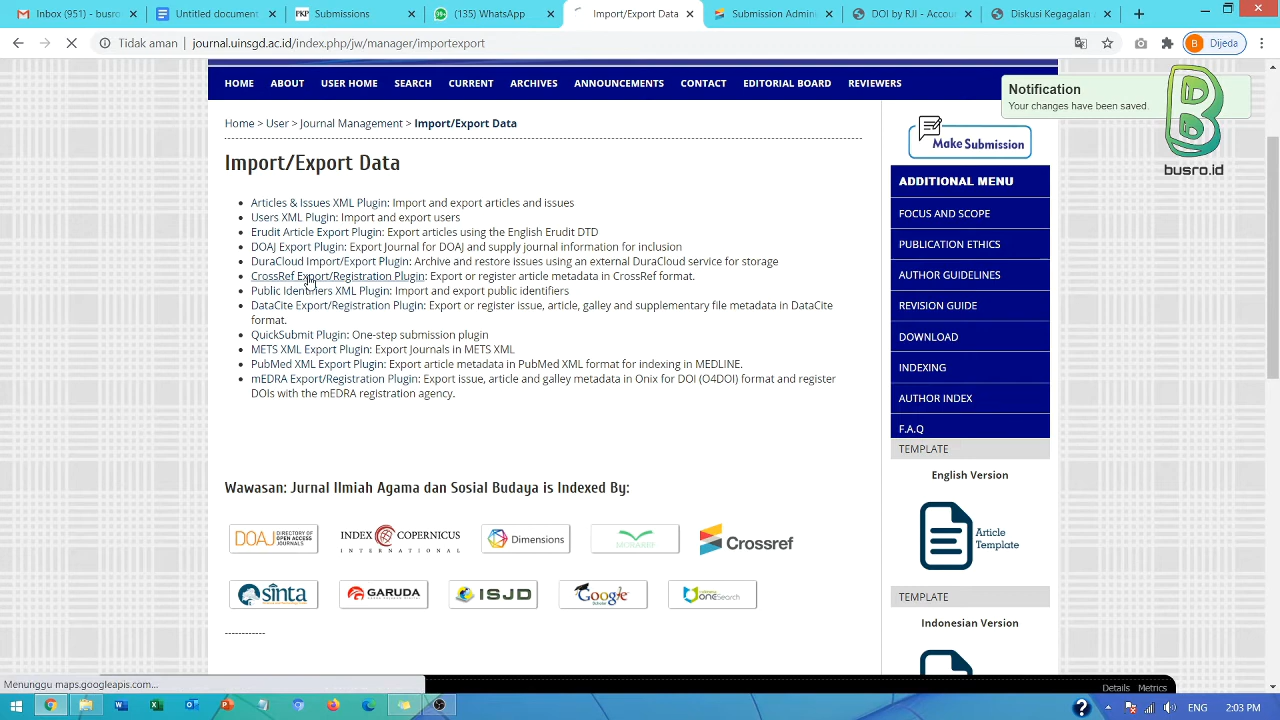 Inbox (951)
Submission
(135) WhatsApp
Import/Export Data
Submission Admini
DOI by RJI - Journal
Diskusi Kegagalan
Tidak aman | journal.uinsgd.ac.id/index.php/jw/manager/importexport
B Dijeda
HOME ABOUT USER HOME SEARCH CURRENT ARCHIVES ANNOUNCEMENTS CONTACT EDITORIAL BOARD REVIEWERS
Notification
Your changes have been saved.
busro.id
Home > User > Journal Management > Import/Export Data
Import/Export Data
Articles & Issues XML Plugin: Import and export articles and issues
Users XML Plugin: Import and export users
Erudit Article Export Plugin: Export articles using the English Erudit DTD
DOAJ Export Plugin: Export Journal for DOAJ and supply journal information for inclusion
DuraCloud Import/Export Plugin: Archive and restore issues using an external DuraCloud service for storage
CrossRef Export/Registration Plugin: Export or register article metadata in CrossRef format.
Public Identifiers XML Plugin: Import and export public identifiers
DataCite Export/Registration Plugin: Export or register issue, article, galley and supplementary file metadata in DataCite
format.
QuickSubmit Plugin: One-step submission plugin
METS XML Export Plugin: Export Journals in METS XML
PubMed XML Export Plugin: Export article metadata in PubMed XML format for indexing in MEDLINE.
mEDRA Export/Registration Plugin: Export issue, article and galley metadata in Onix for DOI (O4DOI) format and register
DOIs with the mEDRA registration agency.
Make Submission
ADDITIONAL MENU
FOCUS AND SCOPE
PUBLICATION ETHICS
AUTHOR GUIDELINES
REVISION GUIDE
DOWNLOAD
INDEXING
AUTHOR INDEX
F.A.Q
TEMPLATE
English Version
Article
Template
TEMPLATE
Indonesian Version
Wawasan: Jurnal Ilmiah Agama dan Sosial Budaya is Indexed By:
DOAJ DIRECTORY OF OPEN ACCESS JOURNALS
INDEX COPERNICUS
INTERNATIONAL
Dimensions
MORAREF
Crossref
sinta
GARUDA
ISJD
Google
oneSearch
------------
Menunggu maps.googleapis.com...
Details Metrics
ENG 2:03 PM